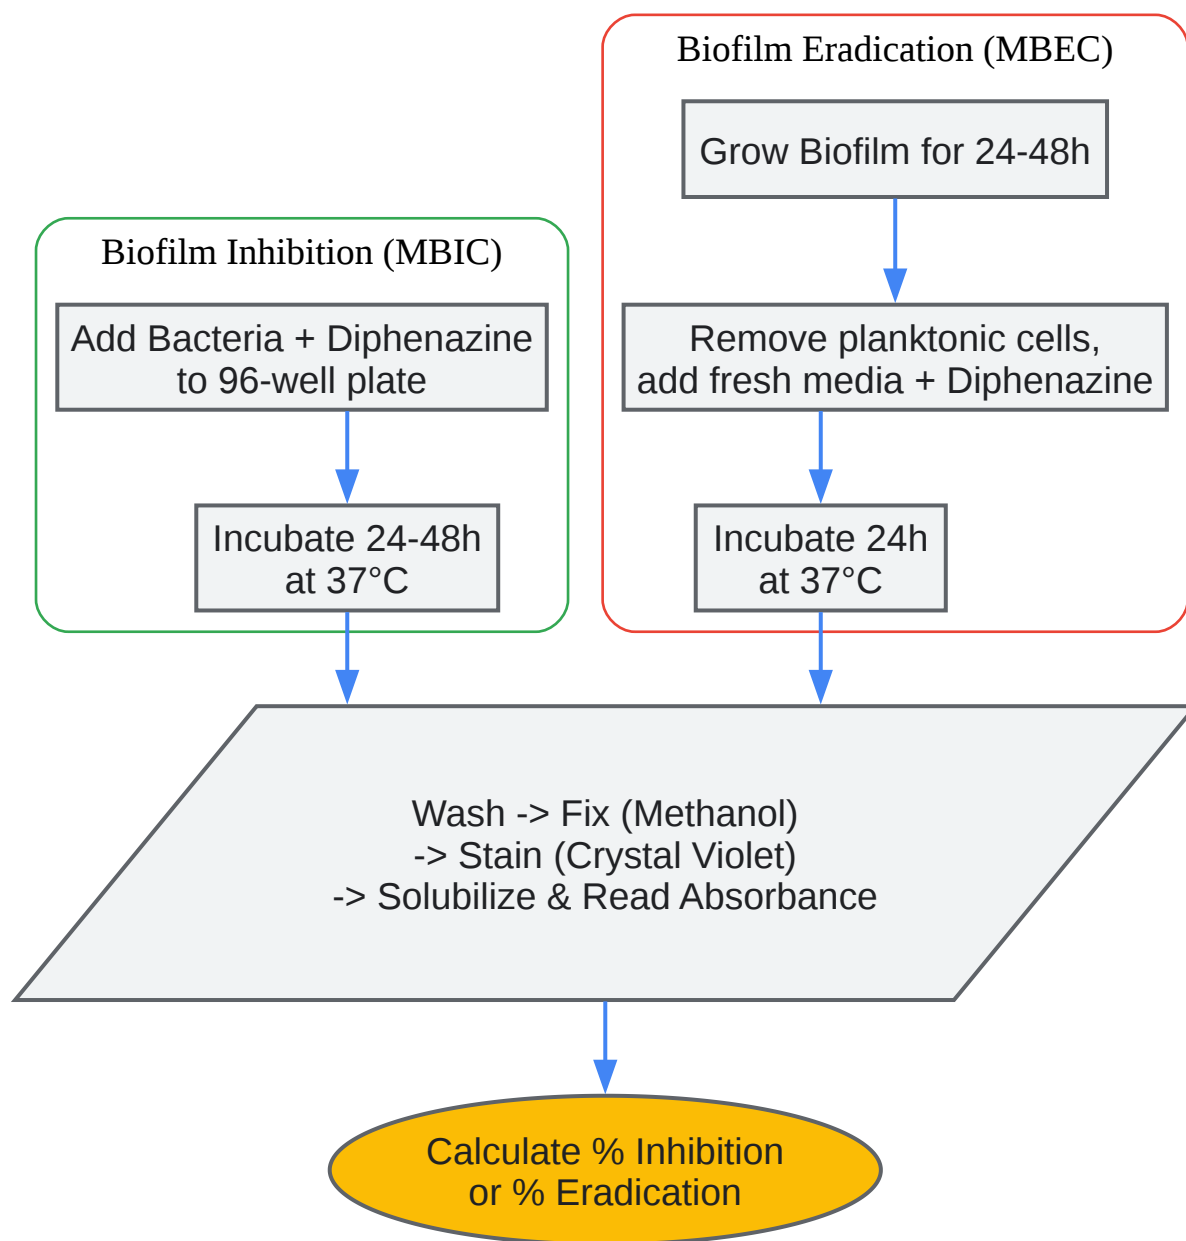 Biofilm Eradication (MBEC)
Grow Biofilm for 24-48h
Biofilm Inhibition (MBIC)
Add Bacteria + Diphenazine
to 96-well plate
Remove planktonic cells,
add fresh media + Diphenazine
Incubate 24-48h
at 37°C
Incubate 24h
at 37°C
Wash -> Fix (Methanol)
-> Stain (Crystal Violet)
-> Solubilize & Read Absorbance
Calculate % Inhibition
or % Eradication